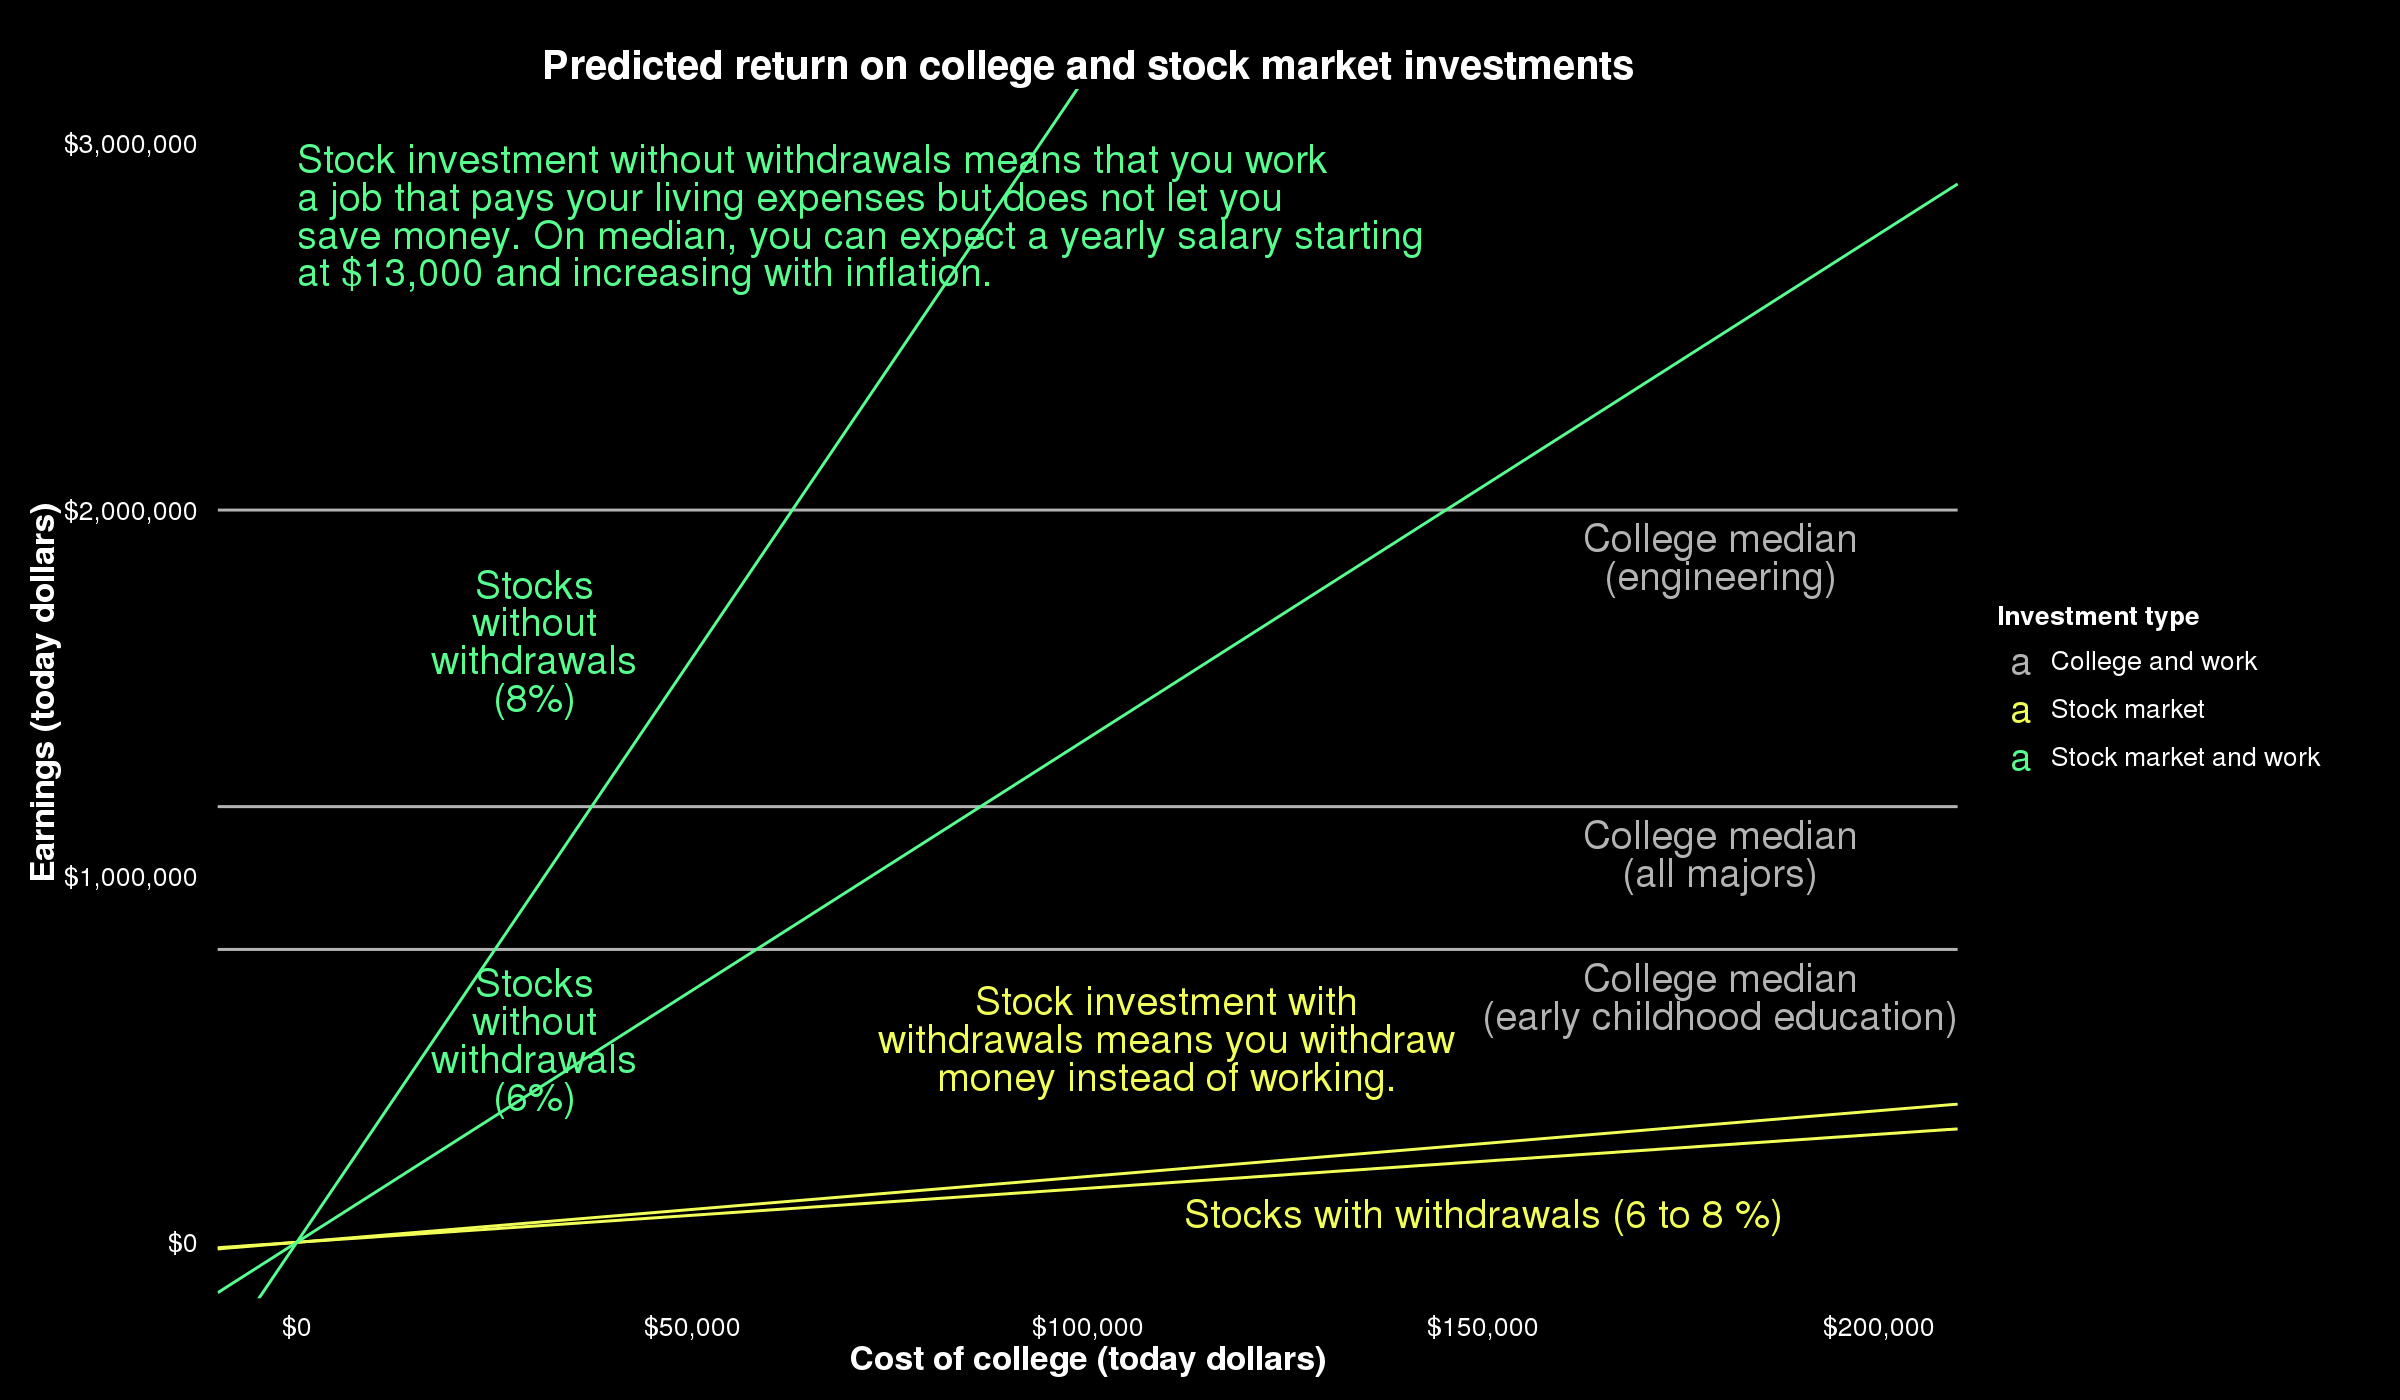 Predicted return on college and stock market investments
$3,000,000
Stock investment without withdrawals means that you work
a job that pays your living expenses but does not let you
save money. On median, you can expect a yearly salary starting
at $13,000 and increasing with inflation.
Earnings (today dollars)
$2,000,000
College median
(engineering)
Stocks
without
withdrawals
(8%)
Investment type
a College and work
a Stock market
a Stock market and work
College median
(all majors)
$1,000,000
College median
(early childhood education)
Stocks
without
withdrawals
(6%)
Stock investment with
withdrawals means you withdraw
money instead of working.
Stocks with withdrawals (6 to 8 %)
$0
$0 $50,000 $100,000 $150,000 $200,000
Cost of college (today dollars)